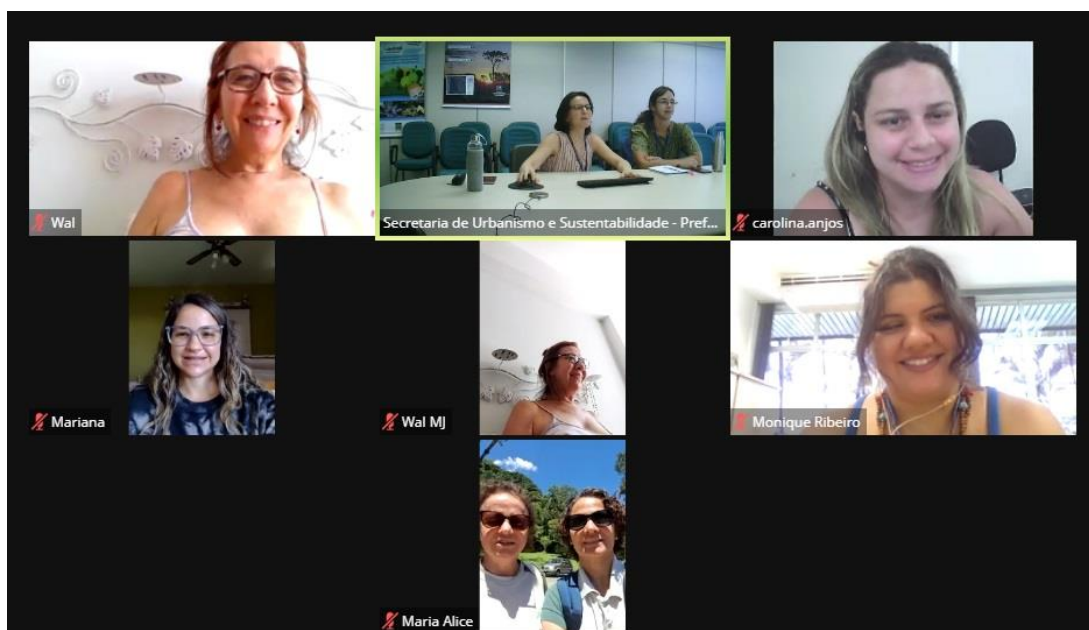 Wal
Secretaria de Urbanismo e Sustentabilidade - Pref...
carolina.anjos
Mariana
Wal MJ
Monique Ribeiro
Maria Alice